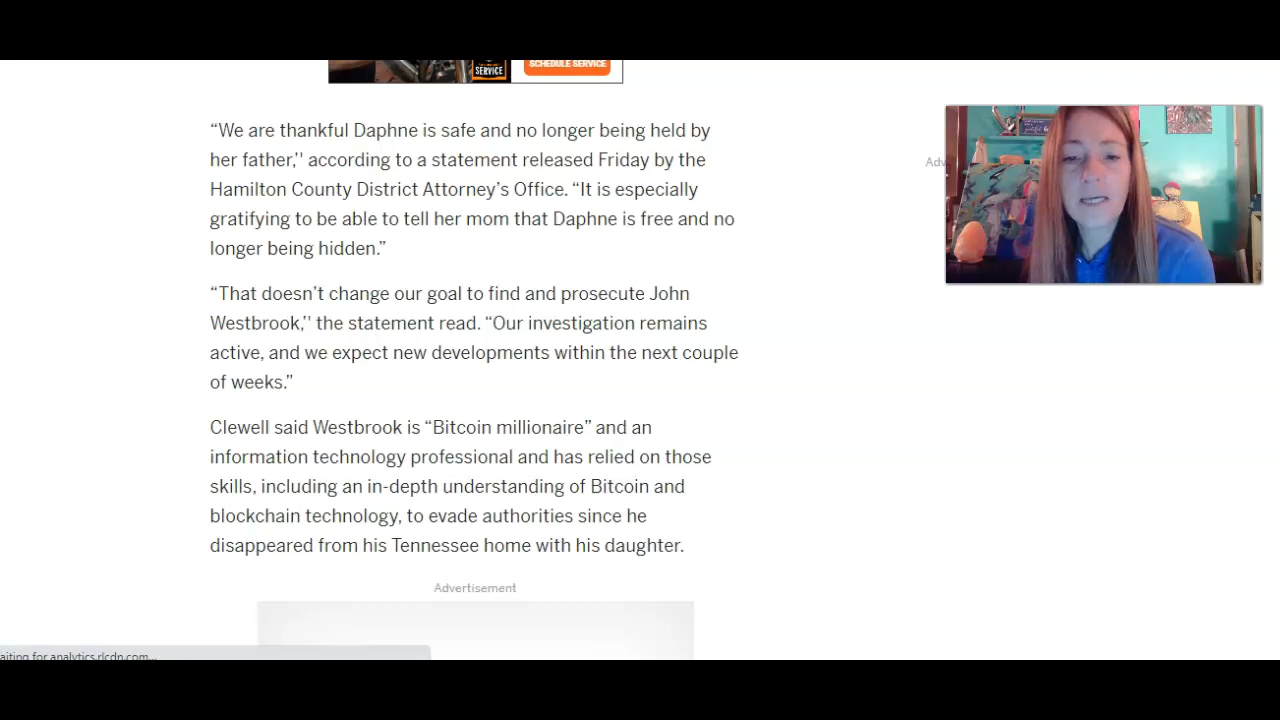 SCHEDULE SERVICE
SERVICE
“We are thankful Daphne is safe and no longer being held by
her father,'' according to a statement released Friday by the
Hamilton County District Attorney’s Office. “It is especially
gratifying to be able to tell her mom that Daphne is free and no
longer being hidden.”
“That doesn’t change our goal to find and prosecute John
Westbrook,'' the statement read. “Our investigation remains
active, and we expect new developments within the next couple
of weeks.”
Clewell said Westbrook is “Bitcoin millionaire” and an
information technology professional and has relied on those
skills, including an in-depth understanding of Bitcoin and
blockchain technology, to evade authorities since he
disappeared from his Tennessee home with his daughter.
Advertisement
Adv
aiting for analytics.rlcdn.com...